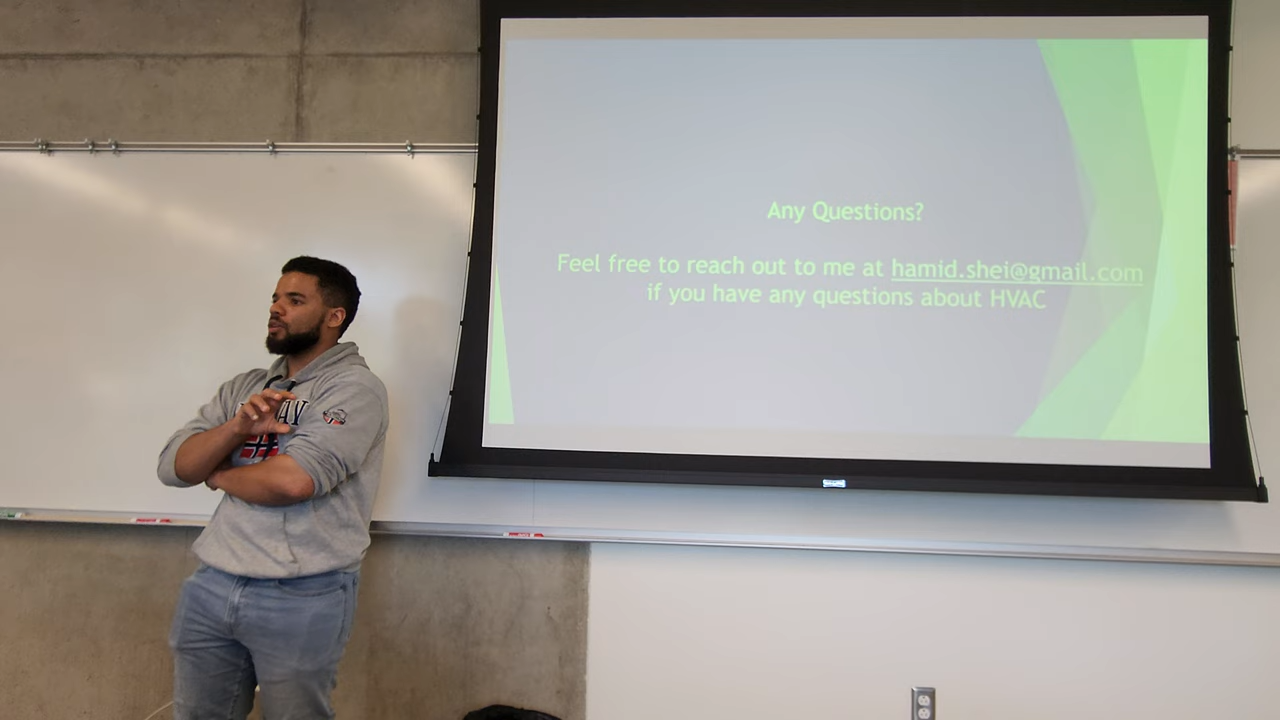 Any Questions?
Feel free to reach out to me at hamid.shei@gmail.com
if you have any questions about HVAC